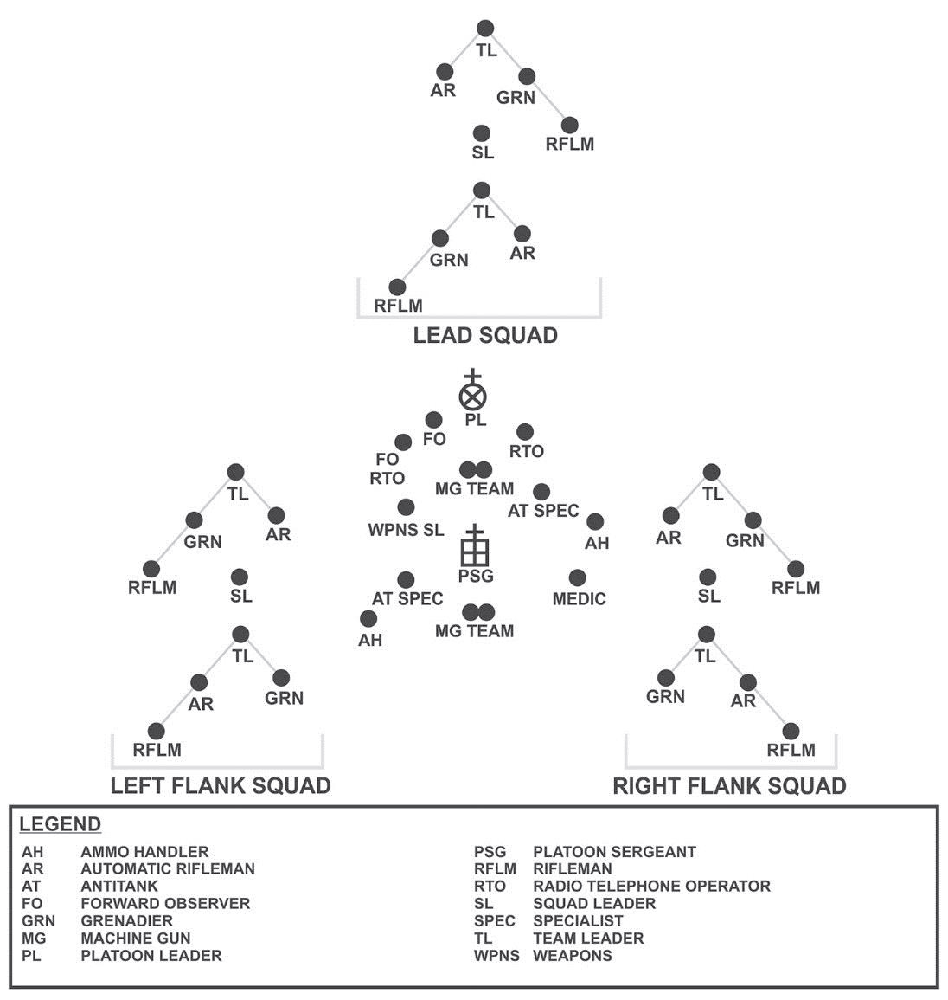 TL
AR
GRN
RFLM
SL
TL
GRN
AR
RFLM
LEAD SQUAD
PL
FO
RTO
FO
RTO
MG TEAM
AT SPEC
WPNS SL
AH
PSG
AT SPEC
MEDIC
MG TEAM
AH
TL
GRN
AR
RFLM
SL
TL
AR
GRN
RFLM
LEFT FLANK SQUAD
TL
AR
GRN
RFLM
SL
TL
GRN
AR
RFLM
RIGHT FLANK SQUAD
LEGEND
AH AMMO HANDLER
AR AUTOMATIC RIFLEMAN
AT ANTITANK
FO FORWARD OBSERVER
GRN GRENADIER
MG MACHINE GUN
PL PLATOON LEADER
PSG PLATOON SERGEANT
RFLM RIFLEMAN
RTO RADIO TELEPHONE OPERATOR
SL SQUAD LEADER
SPEC SPECIALIST
TL TEAM LEADER
WPNS WEAPONS